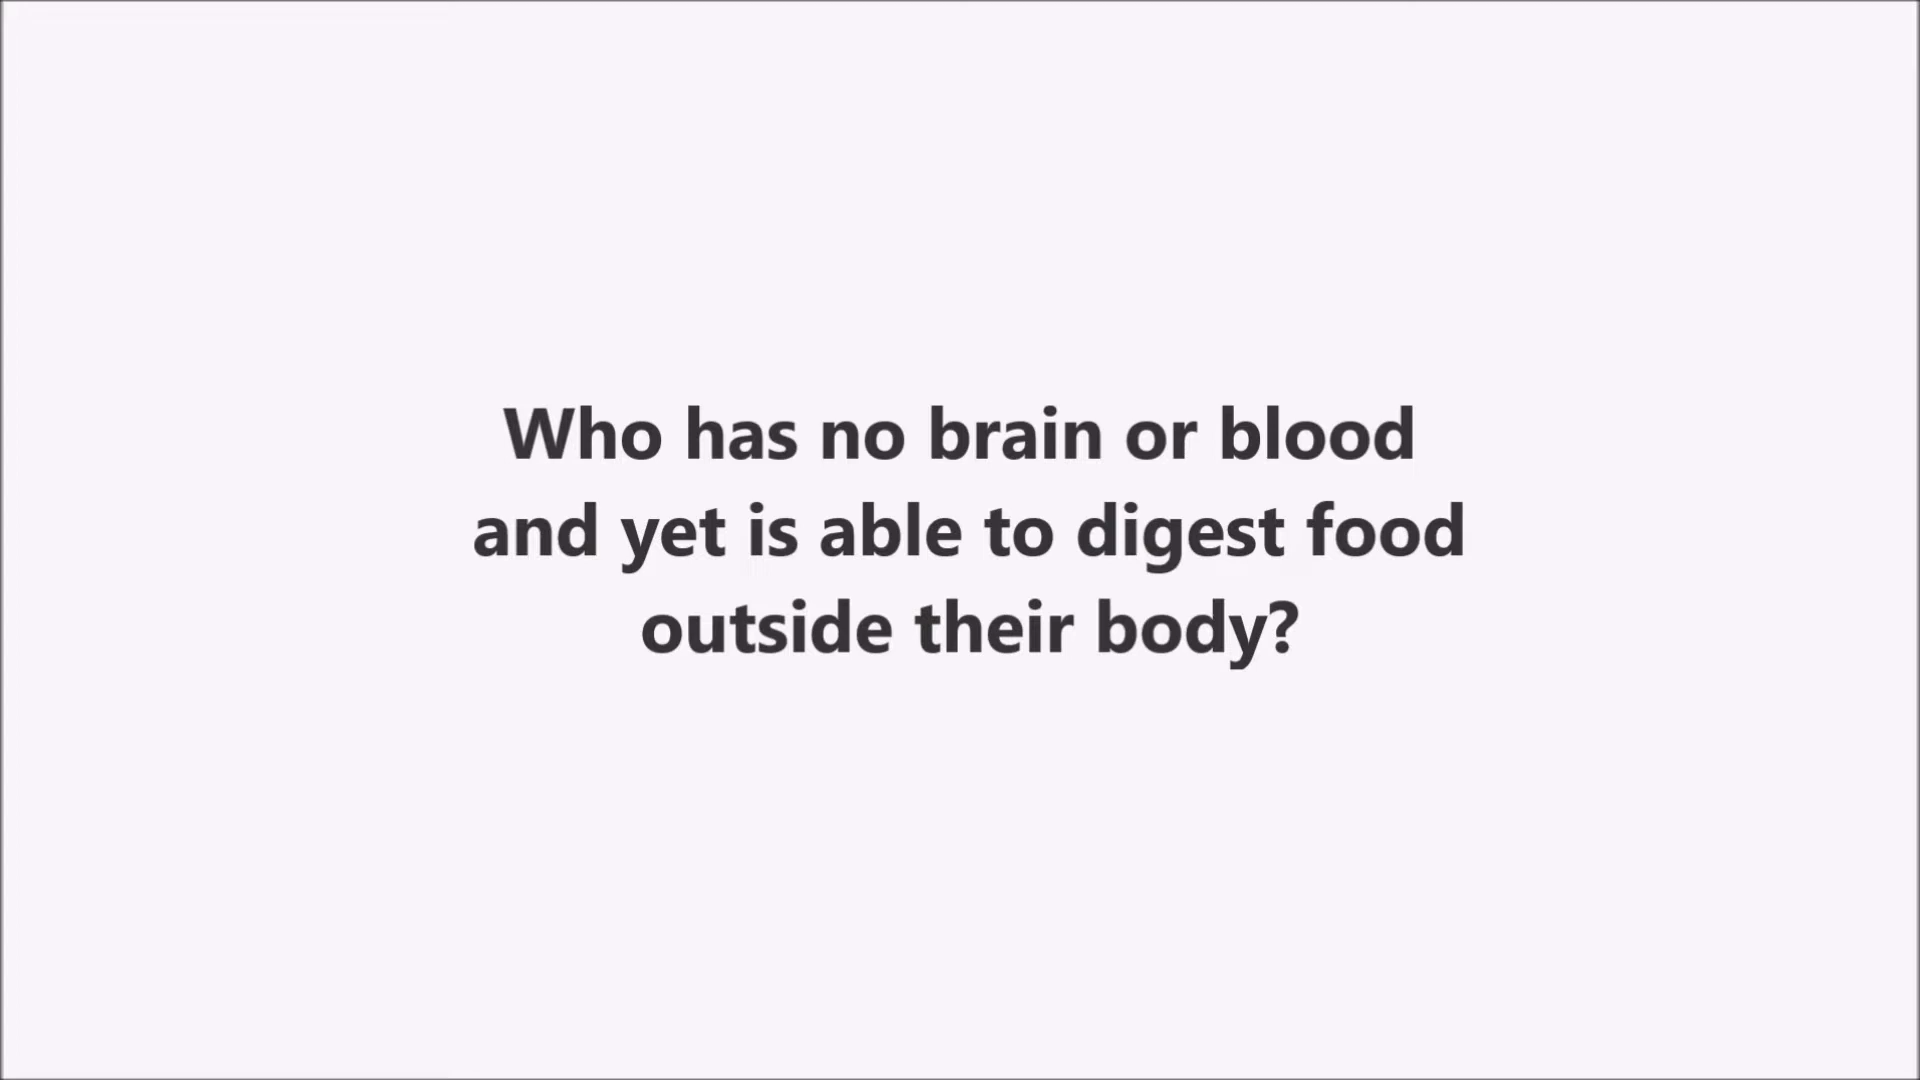 Who has no brain or blood
and yet is able to digest food
outside their body?